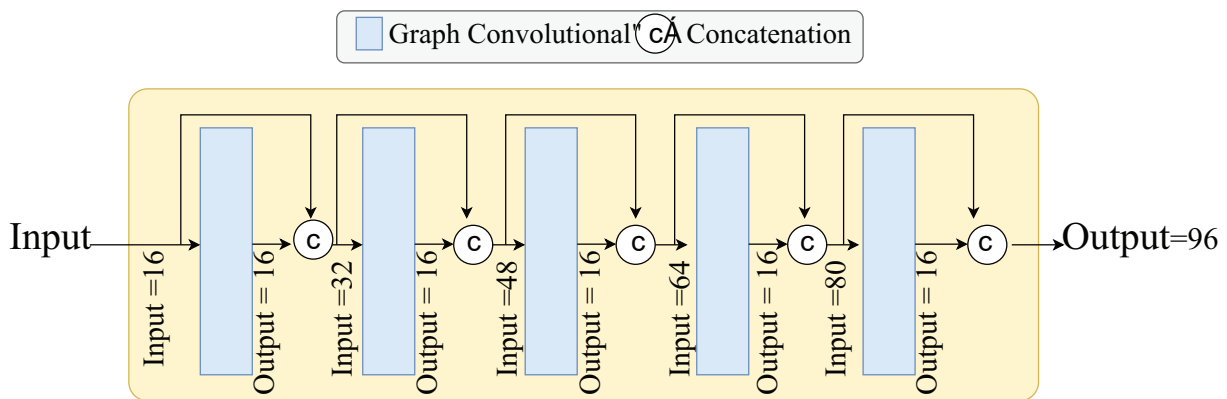 Graph Convolutional" cÁ Concatenation
Input
Input =16
Output = 16
c
Input =32
Output = 16
c
Input =48
Output = 16
c
Input =64
Output = 16
c
Input =80
Output = 16
c
Output=96